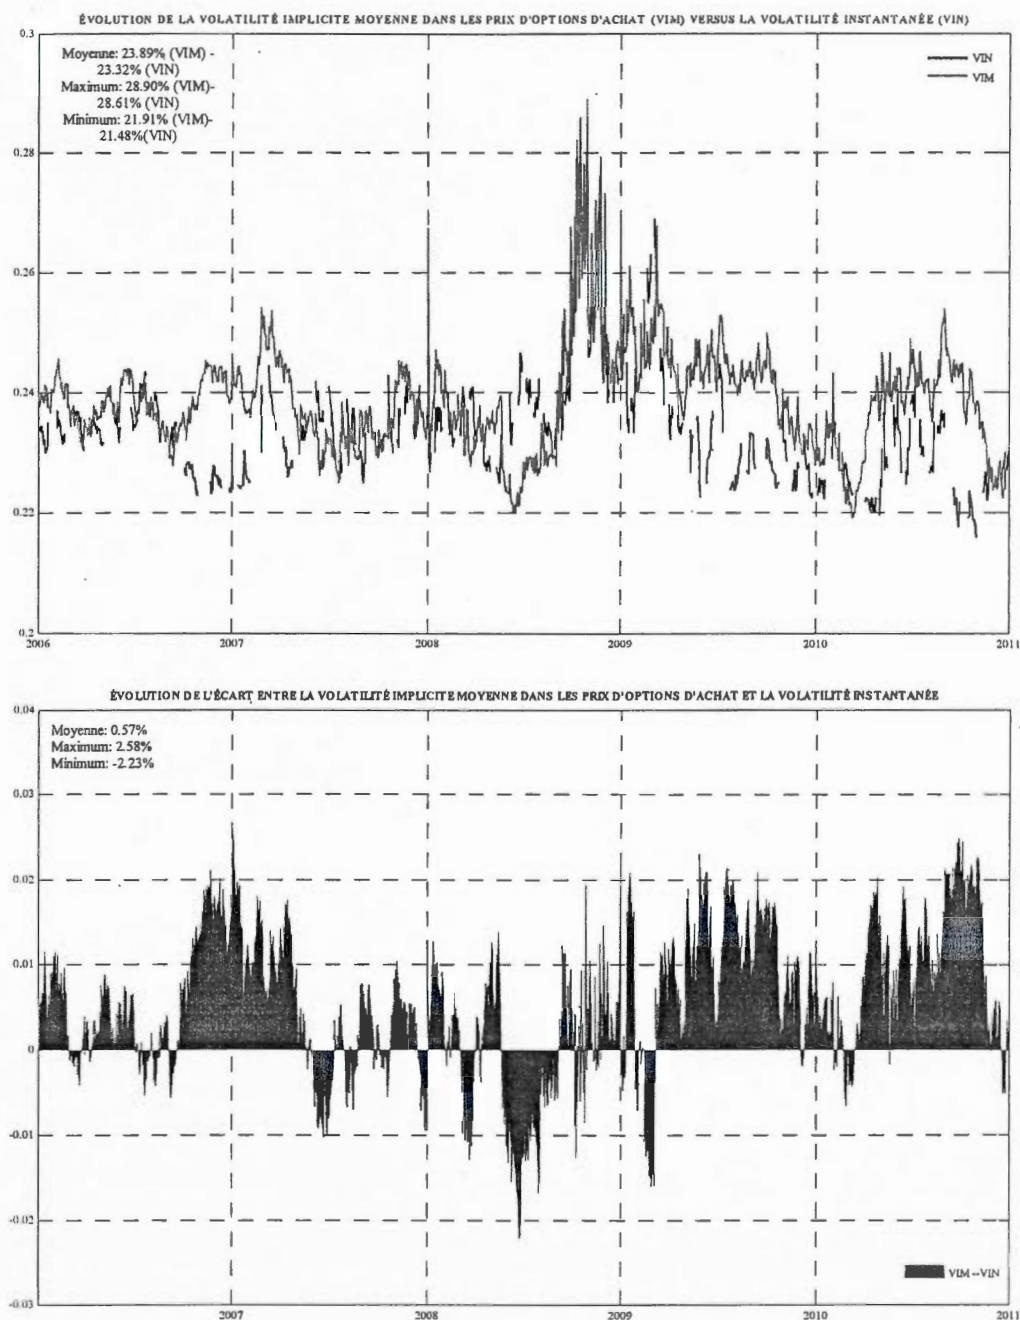 ÉVOLUTION DE LA VOLATILITÉ IMPLICITE MOYENNE DANS LES PRIX D'OPTIONS D'ACHAT (VIM) VERSUS LA VOLATILITÉ INSTANTANÉE (VIN)
0.3
Moyenne: 23.89% (VIM) -
23.32% (VIN)
Maximum: 28.90% (VIM)-
28.61% (VIN)
Minimum: 21.91% (VIM)-
21.48%(VIN)
VIN
VIM
0.28
0.26
0.24
0.22
0.2
2006 2007 2008 2009 2010 2011
ÉVOLUTION DE L'ÉCART ENTRE LA VOLATILITÉ IMPLICITE MOYENNE DANS LES PRIX D'OPTIONS D'ACHAT ET LA VOLATILITÉ INSTANTANÉE
0.04
Moyenne: 0.57%
Maximum: 2.58%
Minimum: -2.23%
0.03
0.02
0.01
0
-0.01
-0.02
VIM --VIN
-0.03
2007 2008 2009 2010 2011